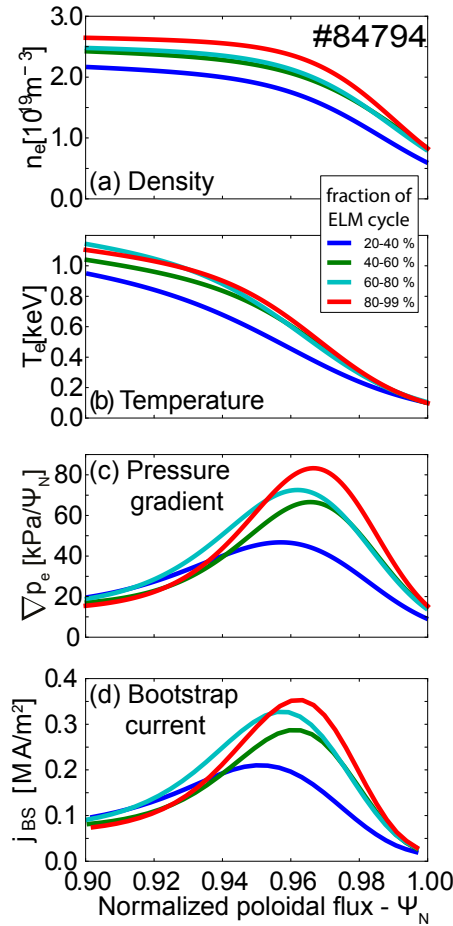 #84794
n_e[10^19 m^-3]
3.0
2.0
1.0
0.0
(a) Density
fraction of
ELM cycle
20-40 %
40-60 %
60-80 %
80-99 %
T_e[keV]
1.0
0.8
0.6
0.4
0.2
0.0
(b) Temperature
∇p_e [kPa/Ψ_N]
80
60
40
20
0
(c) Pressure
gradient
j_BS [MA/m²]
0.4
0.3
0.2
0.1
0.0
(d) Bootstrap
current
0.90 0.92 0.94 0.96 0.98 1.00
Normalized poloidal flux - Ψ_N